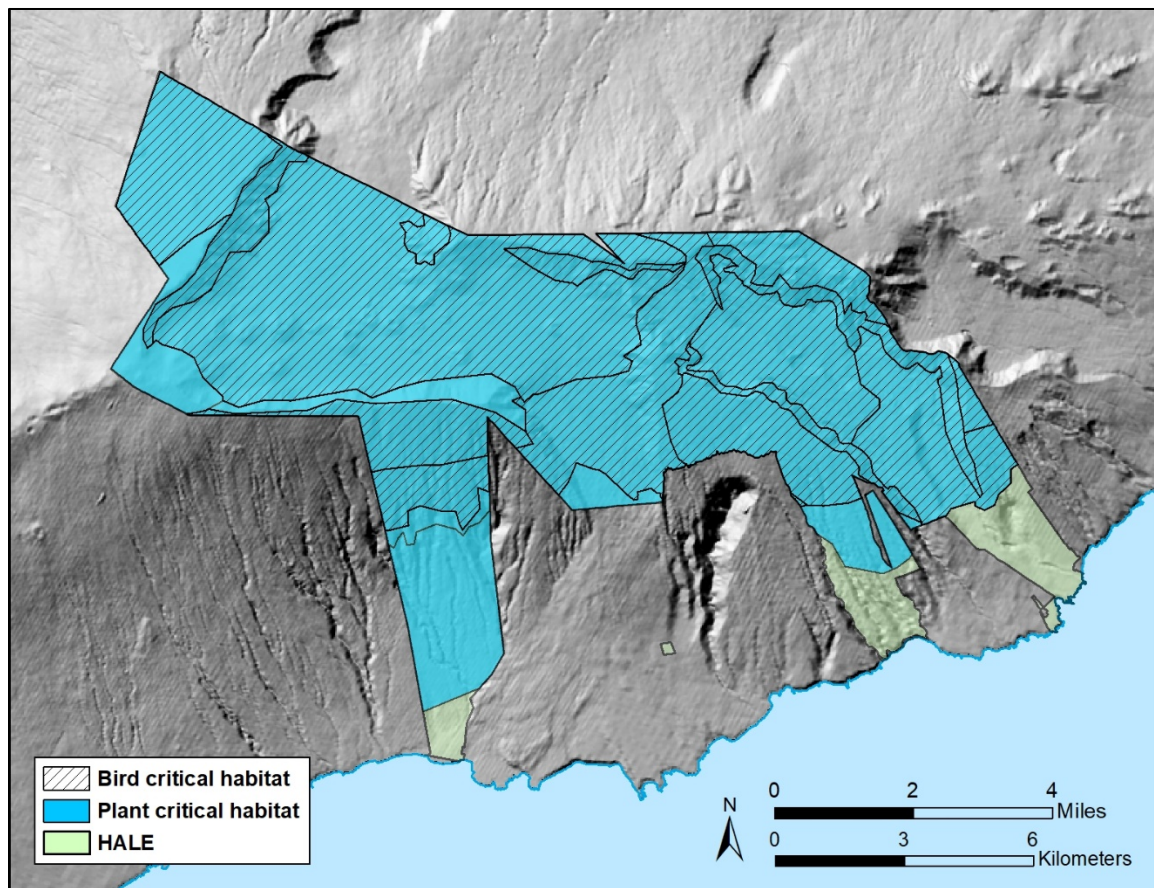 Bird critical habitat
Plant critical habitat
HALE
N
0 2 4
Miles
0 3 6
Kilometers